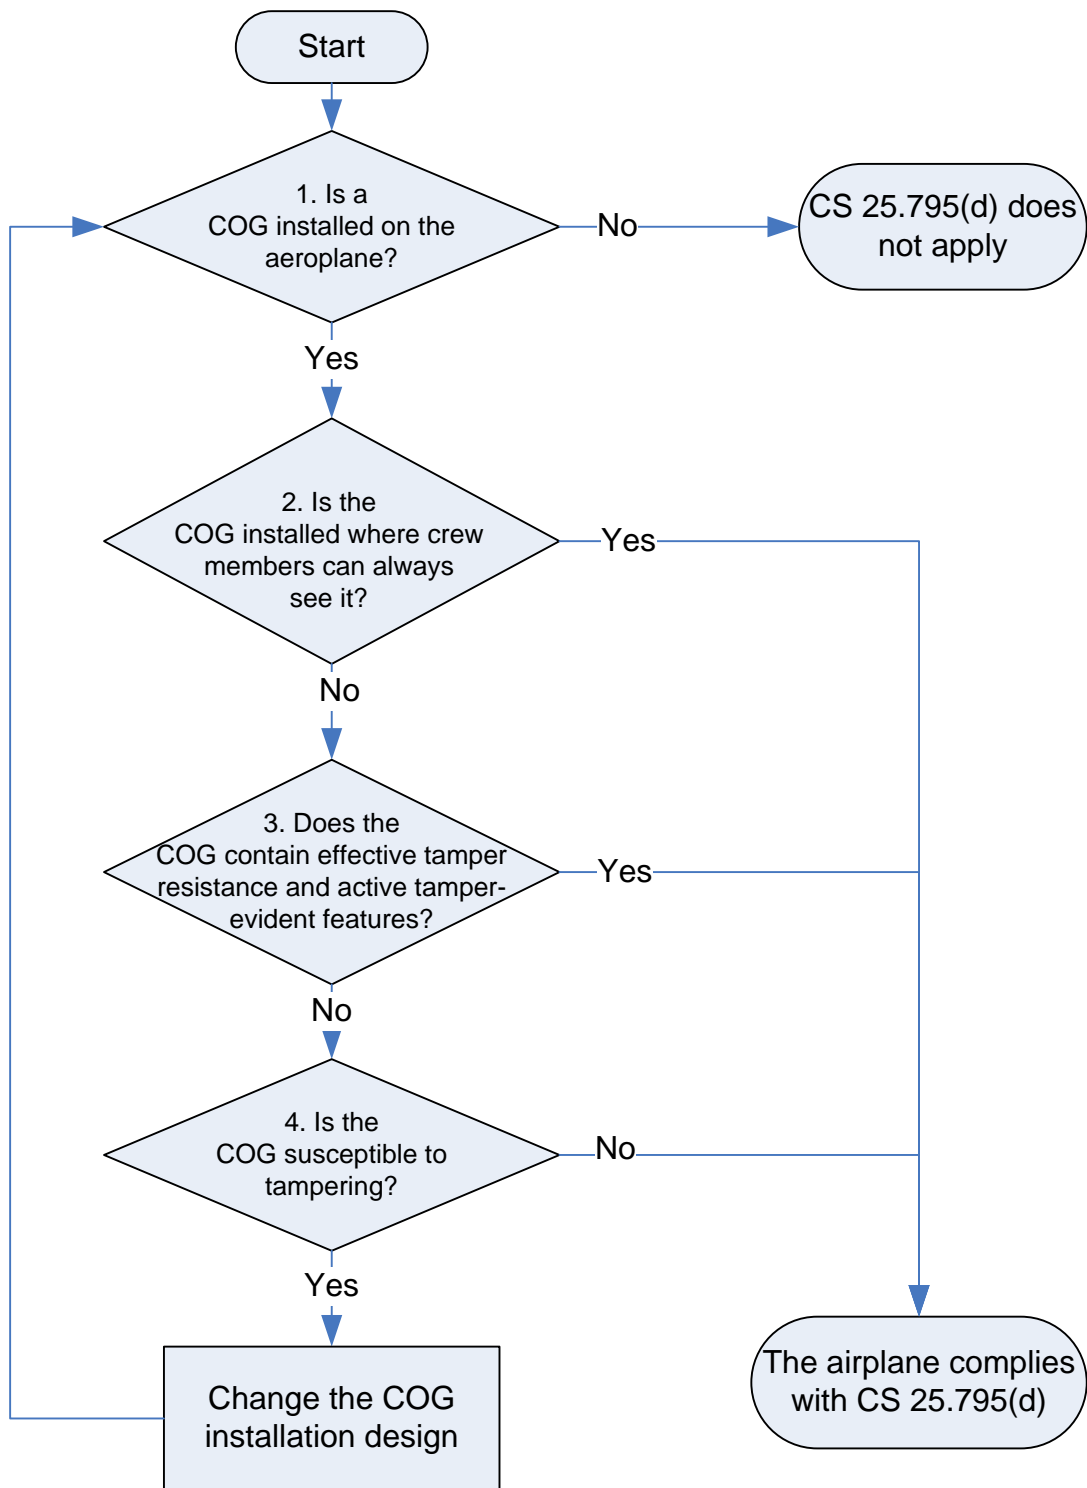 Start
1. Is a
COG installed on the
aeroplane?
No
CS 25.795(d) does
not apply
Yes
2. Is the
COG installed where crew
members can always
see it?
Yes
No
3. Does the
COG contain effective tamper
resistance and active tamper-
evident features?
Yes
No
4. Is the
COG susceptible to
tampering?
No
Yes
Change the COG
installation design
The airplane complies
with CS 25.795(d)